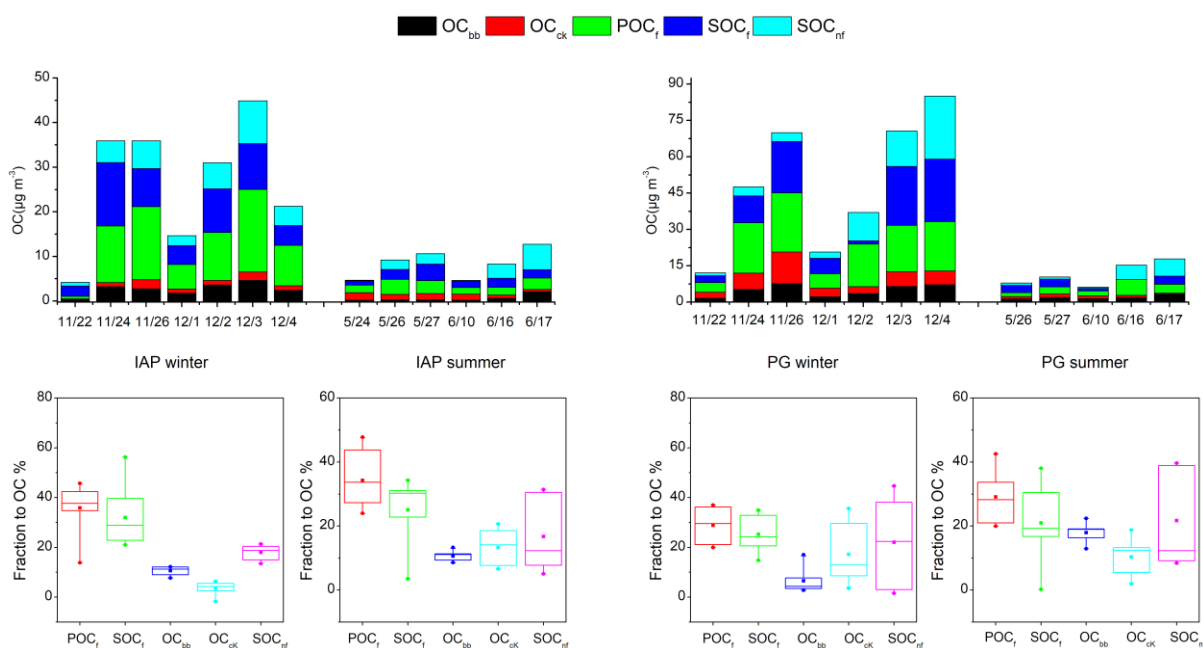 OCbb OCck POCf SOCf SOCnf
OC(μg m-3)
50
40
30
20
10
0
11/22 11/24 11/26 12/1 12/2 12/3 12/4 5/24 5/26 5/27 6/10 6/16 6/17
OC(μg m-3)
90
75
60
45
30
15
0
11/22 11/24 11/26 12/1 12/2 12/3 12/4 5/26 5/27 6/10 6/16 6/17
IAP winter
Fraction to OC %
80
60
40
20
0
POCf SOCf OCbb OCcK SOCnf
IAP summer
Fraction to OC %
60
40
20
0
POCf SOCf OCbb OCcK SOCnf
PG winter
Fraction to OC %
80
60
40
20
0
POCf SOCf OCbb OCcK SOCnf
PG summer
Fraction to OC %
60
40
20
0
POCf SOCf OCbb OCcK SOCn